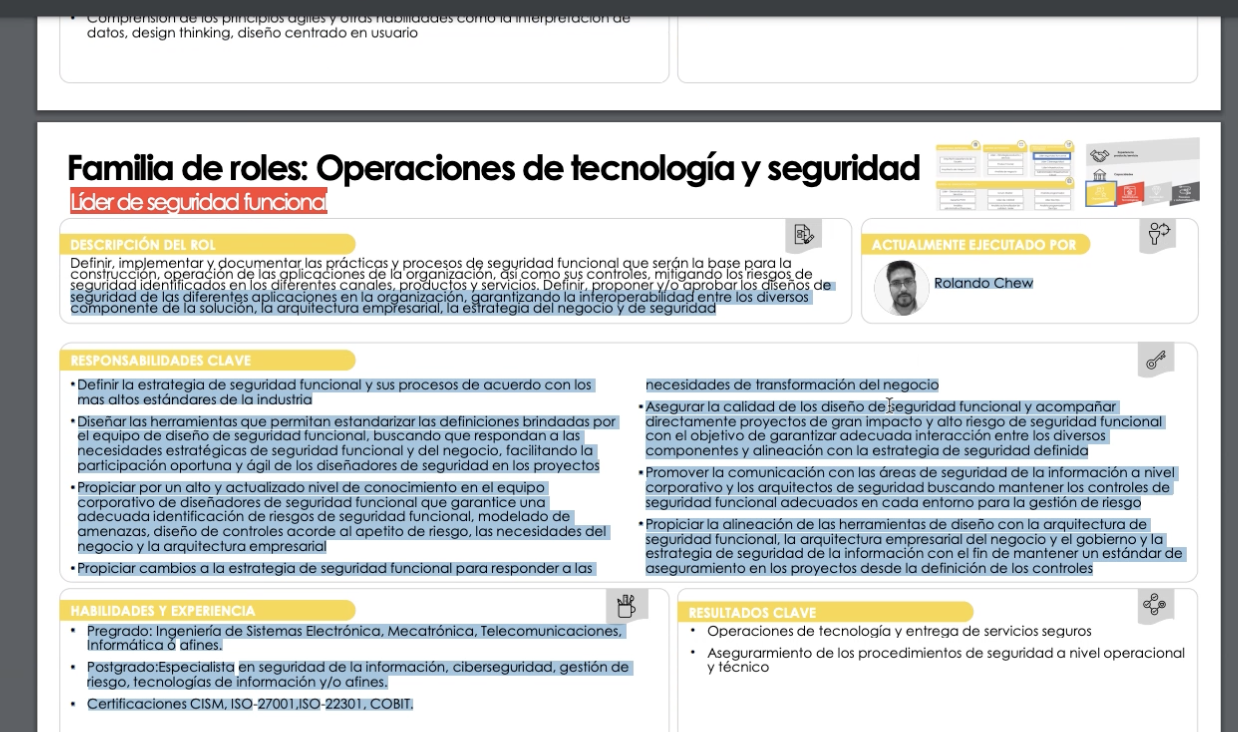 Comprensión de los principios ágiles y otras habilidades como la interpretación de
datos, design thinking, diseño centrado en usuario
Familia de roles: Operaciones de tecnología y seguridad
Líder de seguridad funcional
DESCRIPCIÓN DEL ROL
Definir, implementar y documentar las prácticas y procesos de seguridad funcional que serán la base para la
construcción, operación de las aplicaciones de la organización, así como sus controles, mitigando los riesgos de
seguridad identificados en los diferentes canales, productos y servicios. Definir, proponer y/o aprobar los diseños de
seguridad de las diferentes aplicaciones en la organización, garantizando la interoperabilidad entre los diversos
componente de la solución, la arquitectura empresarial, la estrategia del negocio y de seguridad
ACTUALMENTE EJECUTADO POR
Rolando Chew
RESPONSABILIDADES CLAVE
• Definir la estrategia de seguridad funcional y sus procesos de acuerdo con los
mas altos estándares de la industria
• Diseñar las herramientas que permitan estandarizar las definiciones brindadas por
el equipo de diseño de seguridad funcional, buscando que respondan a las
necesidades estratégicas de seguridad funcional y del negocio, facilitando la
participación oportuna y ágil de los diseñadores de seguridad en los proyectos
• Propiciar por un alto y actualizado nivel de conocimiento en el equipo
corporativo de diseñadores de seguridad funcional que garantice una
adecuada identificación de riesgos de seguridad funcional, modelado de
amenazas, diseño de controles acorde al apetito de riesgo, las necesidades del
negocio y la arquitectura empresarial
• Propiciar cambios a la estrategia de seguridad funcional para responder a las
necesidades de transformación del negocio
• Asegurar la calidad de los diseño de seguridad funcional y acompañar
directamente proyectos de gran impacto y alto riesgo de seguridad funcional
con el objetivo de garantizar adecuada interacción entre los diversos
componentes y alineación con la estrategia de seguridad definida
• Promover la comunicación con las áreas de seguridad de la información a nivel
corporativo y los arquitectos de seguridad buscando mantener los controles de
seguridad funcional adecuados en cada entorno para la gestión de riesgo
• Propiciar la alineación de las herramientas de diseño con la arquitectura de
seguridad funcional, la arquitectura empresarial del negocio y el gobierno y la
estrategia de seguridad de la información con el fin de mantener un estándar de
aseguramiento en los proyectos desde la definición de los controles
HABILIDADES Y EXPERIENCIA
• Pregrado: Ingeniería de Sistemas Electrónica, Mecatrónica, Telecomunicaciones,
Informática ó afines.
• Postgrado:Especialista en seguridad de la información, ciberseguridad, gestión de
riesgo, tecnologías de información y/o afines.
• Certificaciones CISM, ISO-27001,ISO-22301, COBIT.
RESULTADOS CLAVE
• Operaciones de tecnología y entrega de servicios seguros
• Asegurarmiento de los procedimientos de seguridad a nivel operacional
y técnico